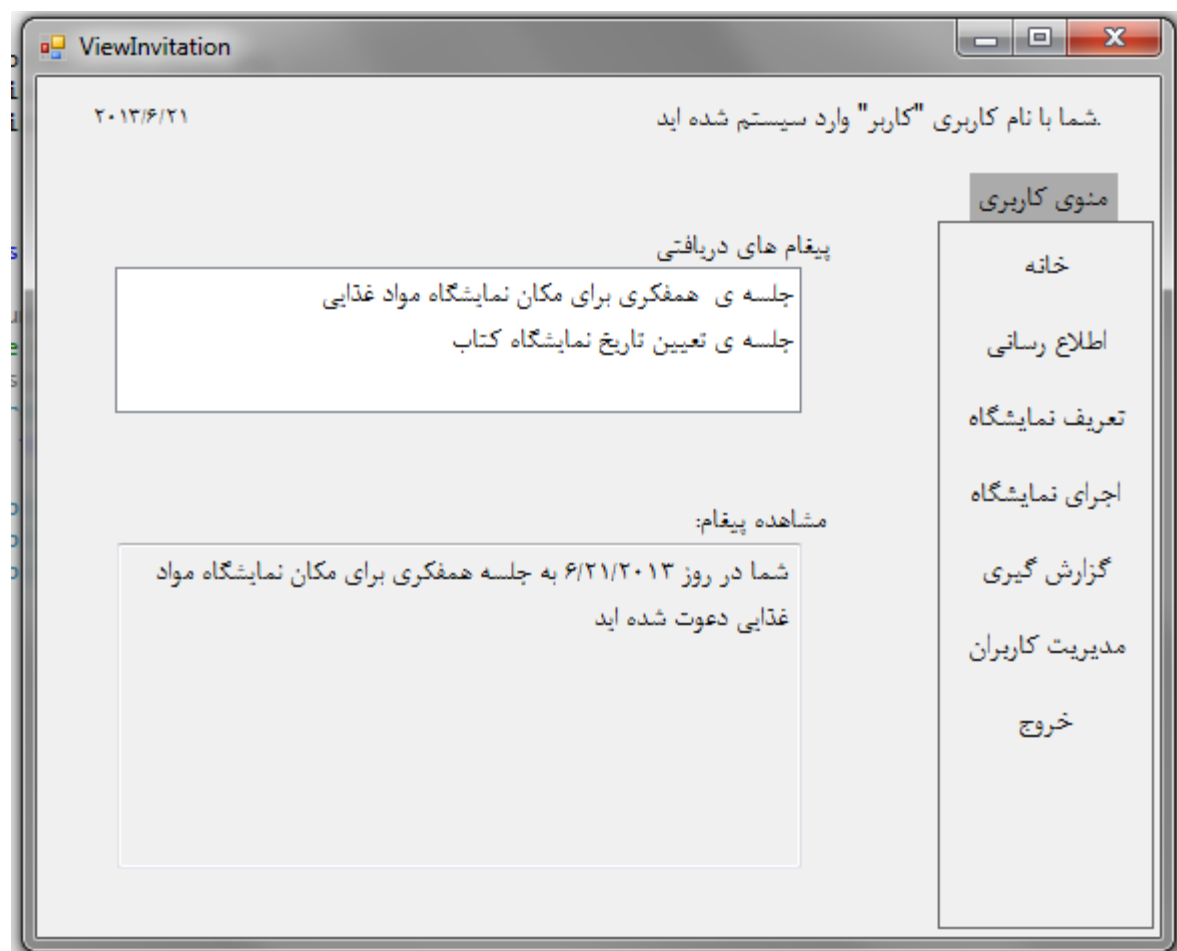 ViewInvitation
.شما با نام کاربری "کاربر" وارد سیستم شده اید
۲۰۱۳/۶/۲۱
منوی کاربری
خانه
اطلاع رسانی
تعریف نمایشگاه
اجرای نمایشگاه
گزارش گیری
مدیریت کاربران
خروج
پیغام های دریافتی
جلسه ی همفکری برای مکان نمایشگاه مواد غذایی
جلسه ی تعیین تاریخ نمایشگاه کتاب
مشاهده پیغام:
شما در روز ۶/۲۱/۲۰۱۳ به جلسه همفکری برای مکان نمایشگاه مواد
غذایی دعوت شده اید